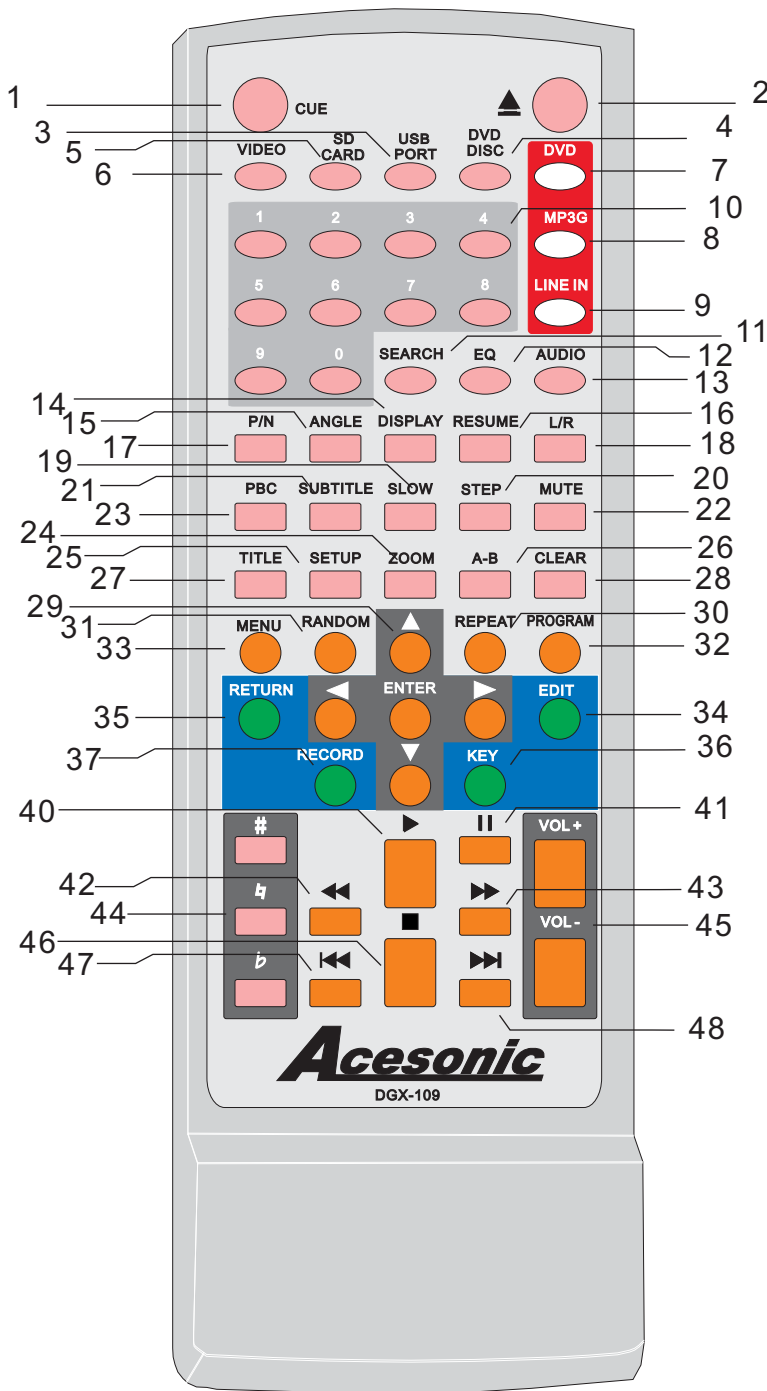 1
CUE
2
3
SD
CARD
USB
PORT
DVD
DISC
4
5
VIDEO
DVD
6
7
1 2 3 4
10
MP3G
8
5 6 7 8
LINE IN
9
11
9 0
SEARCH
EQ
AUDIO
12
13
14
15
P/N
ANGLE
DISPLAY
RESUME
L/R
16
17
18
19
20
21
PBC
SUBTITLE
SLOW
STEP
MUTE
22
23
24
25
TITLE
SETUP
ZOOM
A-B
CLEAR
26
27
28
29
30
31
MENU
RANDOM
REPEAT
PROGRAM
32
33
RETURN
ENTER
EDIT
34
35
36
37
RECORD
KEY
40
41
#
VOL +
42
43
♮
44
VOL -
45
46
47
♭
48
Acesonic
DGX-109